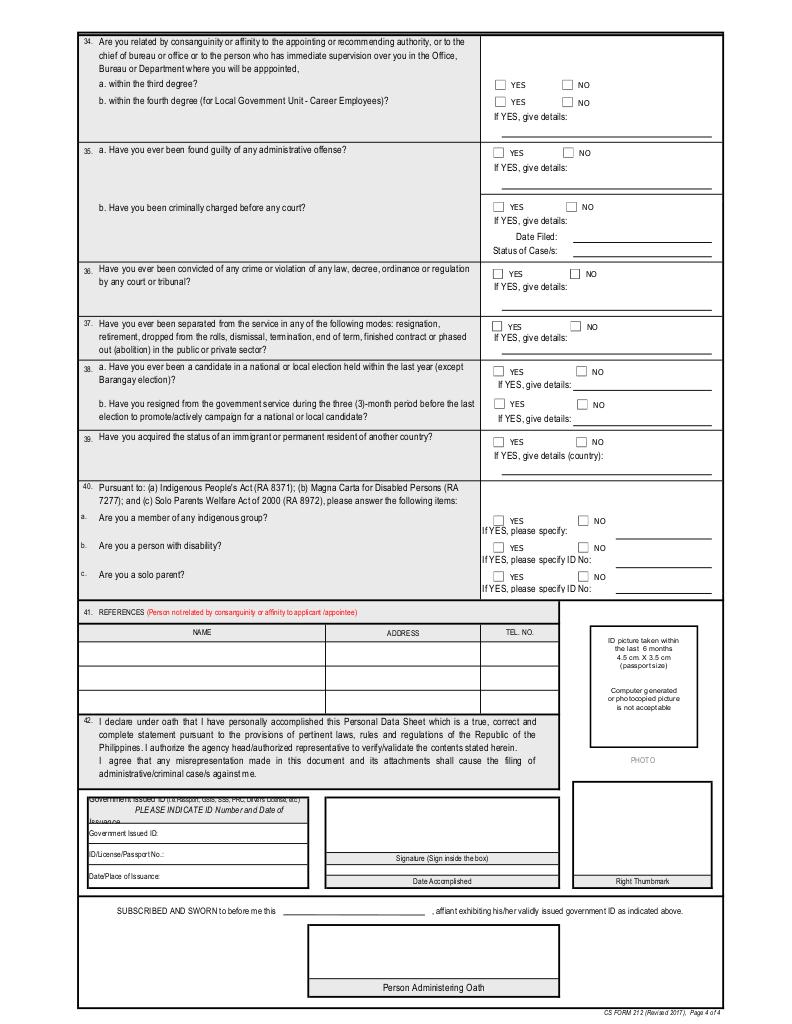 34. Are you related by consanguinity or affinity to the appointing or recommending authority, or to the
chief of bureau or office or to the person who has immediate supervision over you in the Office,
Bureau or Department where you will be apppointed,
a. within the third degree?
YES NO
b. within the fourth degree (for Local Government Unit - Career Employees)?
YES NO
If YES, give details:
35. a. Have you ever been found guilty of any administrative offense?
YES NO
If YES, give details:
b. Have you been criminally charged before any court?
YES NO
If YES, give details:
Date Filed:
Status of Case/s:
36. Have you ever been convicted of any crime or violation of any law, decree, ordinance or regulation
by any court or tribunal?
YES NO
If YES, give details:
37. Have you ever been separated from the service in any of the following modes: resignation,
retirement, dropped from the rolls, dismissal, termination, end of term, finished contract or phased
out (abolition) in the public or private sector?
YES NO
If YES, give details:
38. a. Have you ever been a candidate in a national or local election held within the last year (except
Barangay election)?
YES NO
If YES, give details:
b. Have you resigned from the government service during the three (3)-month period before the last
election to promote/actively campaign for a national or local candidate?
YES NO
If YES, give details:
39. Have you acquired the status of an immigrant or permanent resident of another country?
YES NO
If YES, give details (country):
40. Pursuant to: (a) Indigenous People's Act (RA 8371); (b) Magna Carta for Disabled Persons (RA
7277); and (c) Solo Parents Welfare Act of 2000 (RA 8972), please answer the following items:
a. Are you a member of any indigenous group?
YES NO
If YES, please specify:
b. Are you a person with disability?
YES NO
If YES, please specify ID No:
c. Are you a solo parent?
YES NO
If YES, please specify ID No:
41. REFERENCES (Person not related by consanguinity or affinity to applicant /appointee)
NAME ADDRESS TEL. NO.
ID picture taken within
the last 6 months
4.5 cm. X 3.5 cm
(passport size)
Computer generated
or photocopied picture
is not acceptable
PHOTO
42. I declare under oath that I have personally accomplished this Personal Data Sheet which is a true, correct and
complete statement pursuant to the provisions of pertinent laws, rules and regulations of the Republic of the
Philippines. I authorize the agency head/authorized representative to verify/validate the contents stated herein.
I agree that any misrepresentation made in this document and its attachments shall cause the filing of
administrative/criminal case/s against me.
Government Issued ID (i.e.Passport, GSIS, SSS, PRC, Driver's License, etc.)
PLEASE INDICATE ID Number and Date of
Issuance
Government Issued ID:
ID/License/Passport No.:
Date/Place of Issuance:
Signature (Sign inside the box)
Date Accomplished
Right Thumbmark
SUBSCRIBED AND SWORN to before me this , affiant exhibiting his/her validly issued government ID as indicated above.
Person Administering Oath
CS FORM 212 (Revised 2017), Page 4 of 4